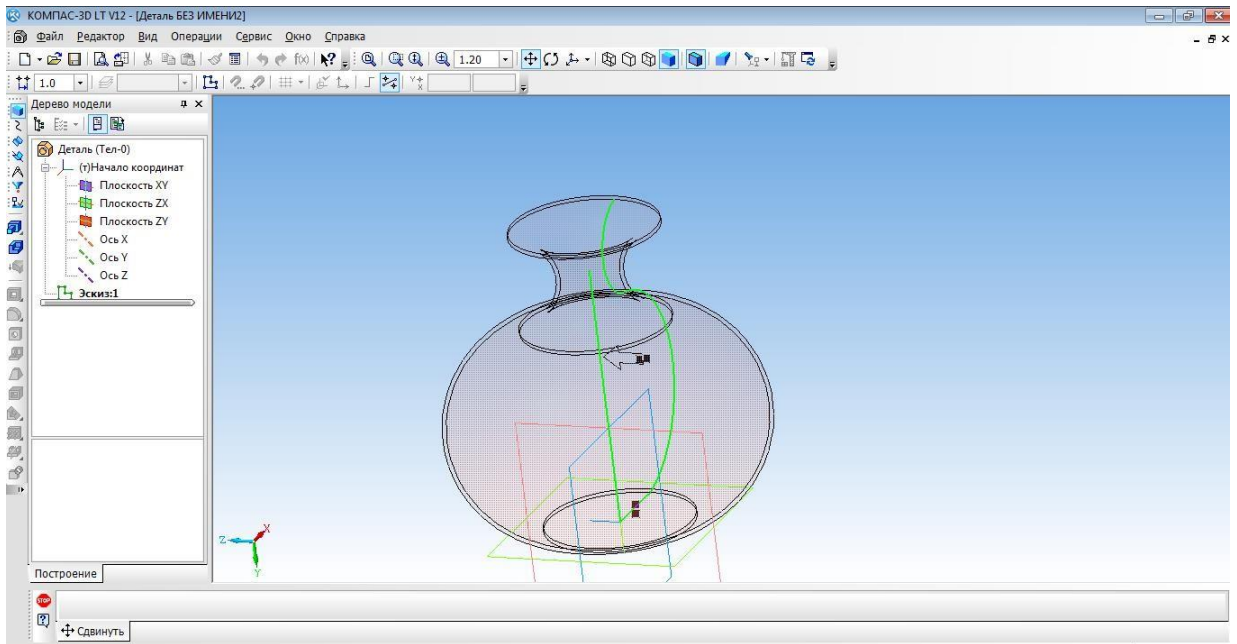 КОМПАС-3D LT V12 - [Деталь БЕЗ ИМЕНИ2]
Файл Редактор Вид Операции Сервис Окно Справка
1.20
1.0
Дерево модели
Деталь (Тел-0)
(т)Начало координат
Плоскость XY
Плоскость ZX
Плоскость ZY
Ось X
Ось Y
Ось Z
Эскиз:1
X
Z
Y
Построение
STOP
Сдвинуть